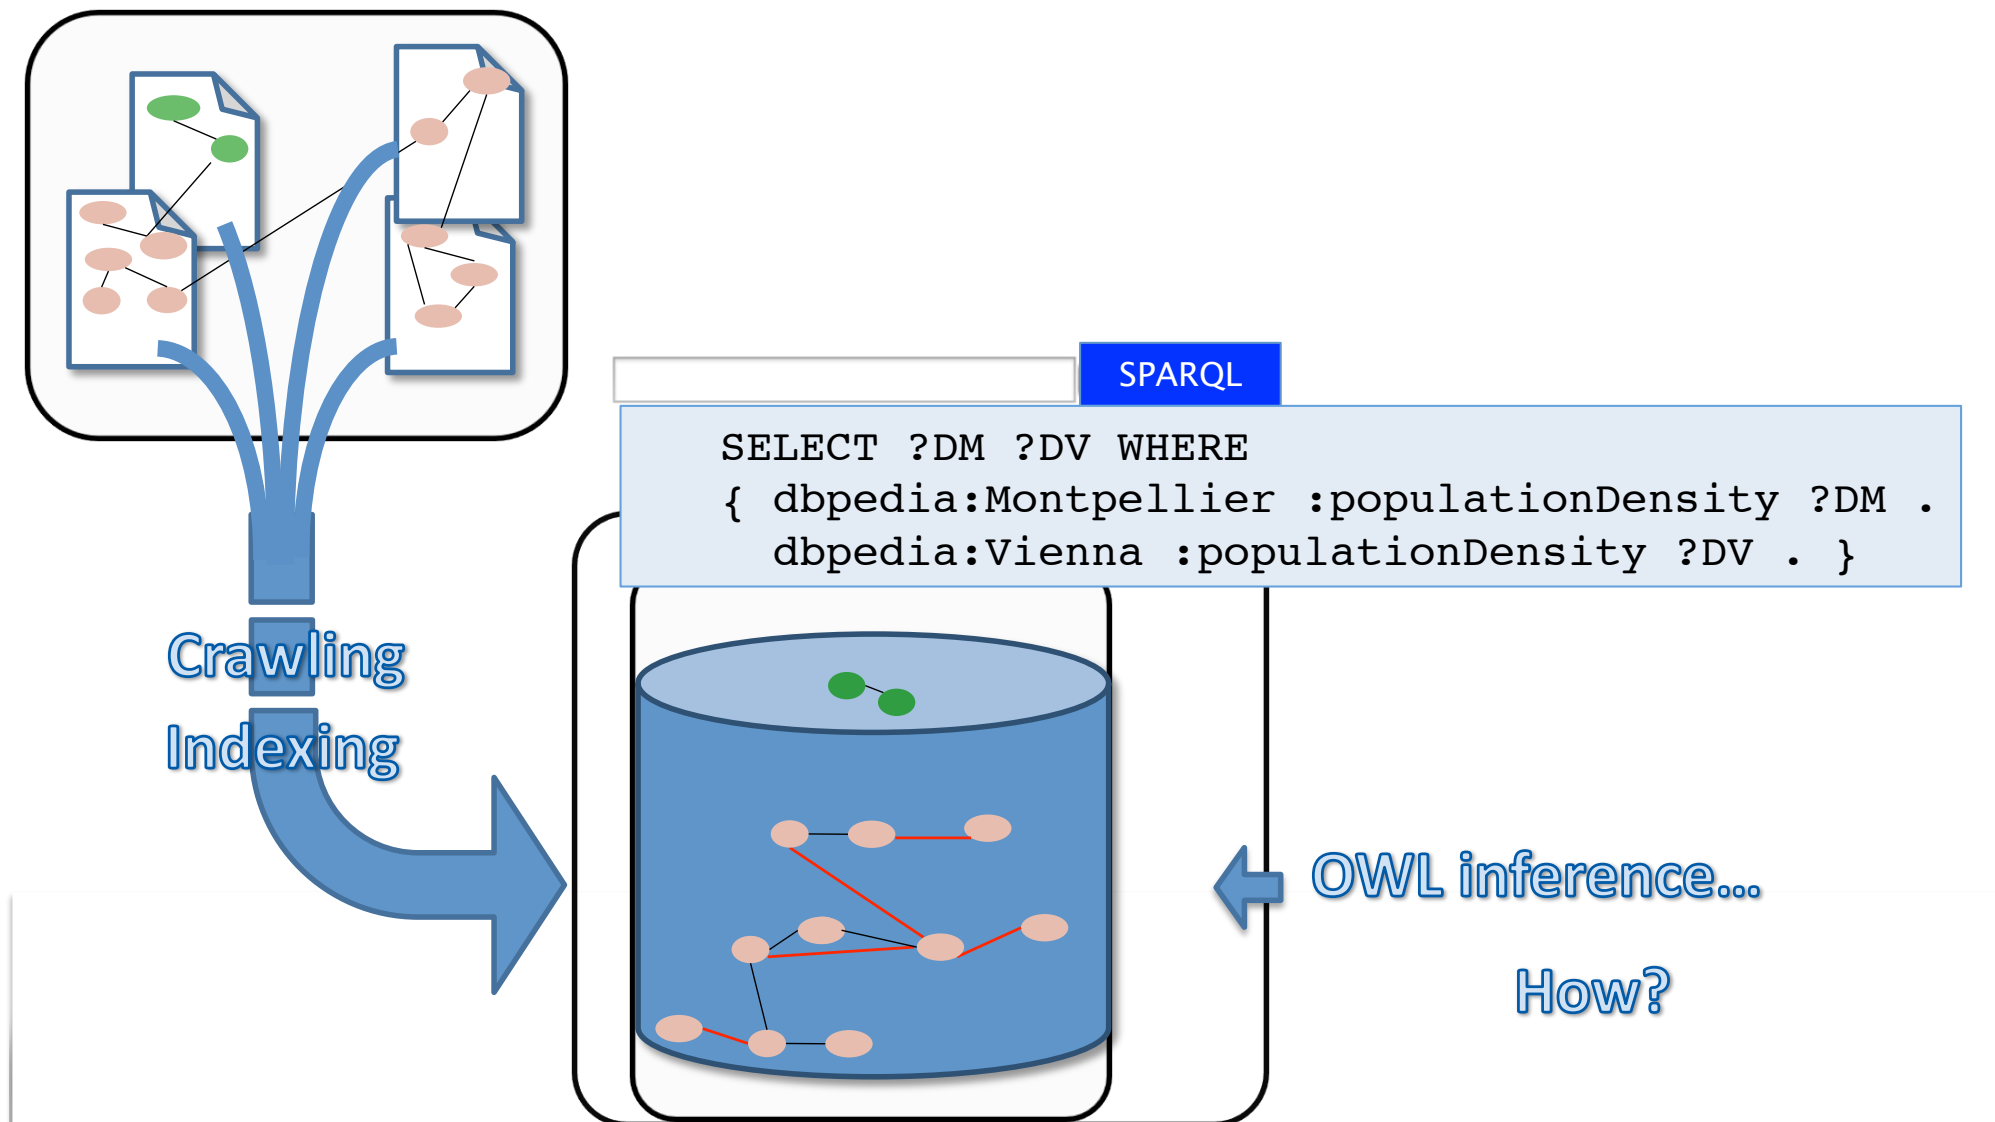 SPARQL
SELECT ?DM ?DV WHERE
{ dbpedia:Montpellier :populationDensity ?DM .
dbpedia:Vienna :populationDensity ?DV . }
Crawling
Indexing
OWL inference...
How?